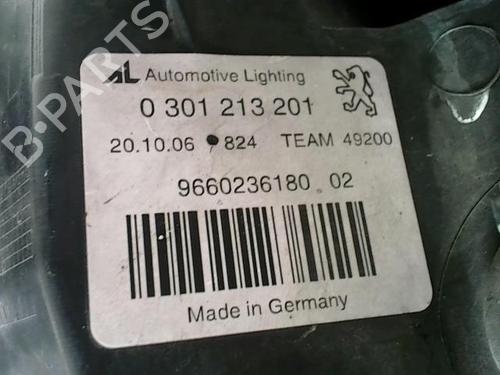 AL Automotive Lighting
0 301 213 201
20.10.06 824 TEAM 49200
9660236180 02
Made in Germany
B-PARTS